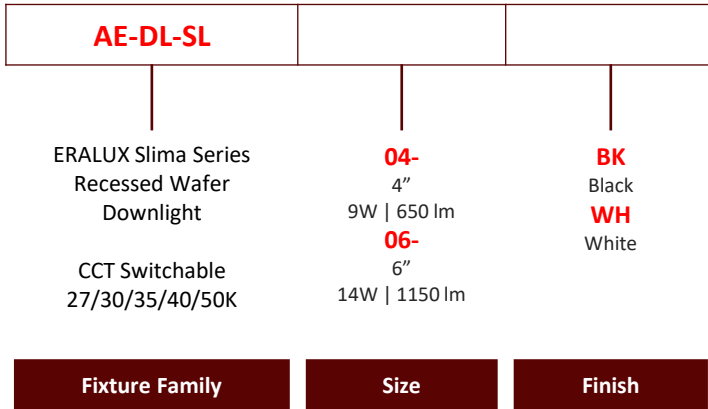 AE-DL-SL
ERALUX Slima Series
Recessed Wafer
Downlight
CCT Switchable
27/30/35/40/50K
04-
4”
9W | 650 lm
06-
6”
14W | 1150 lm
BK
Black
WH
White
Fixture Family
Size
Finish